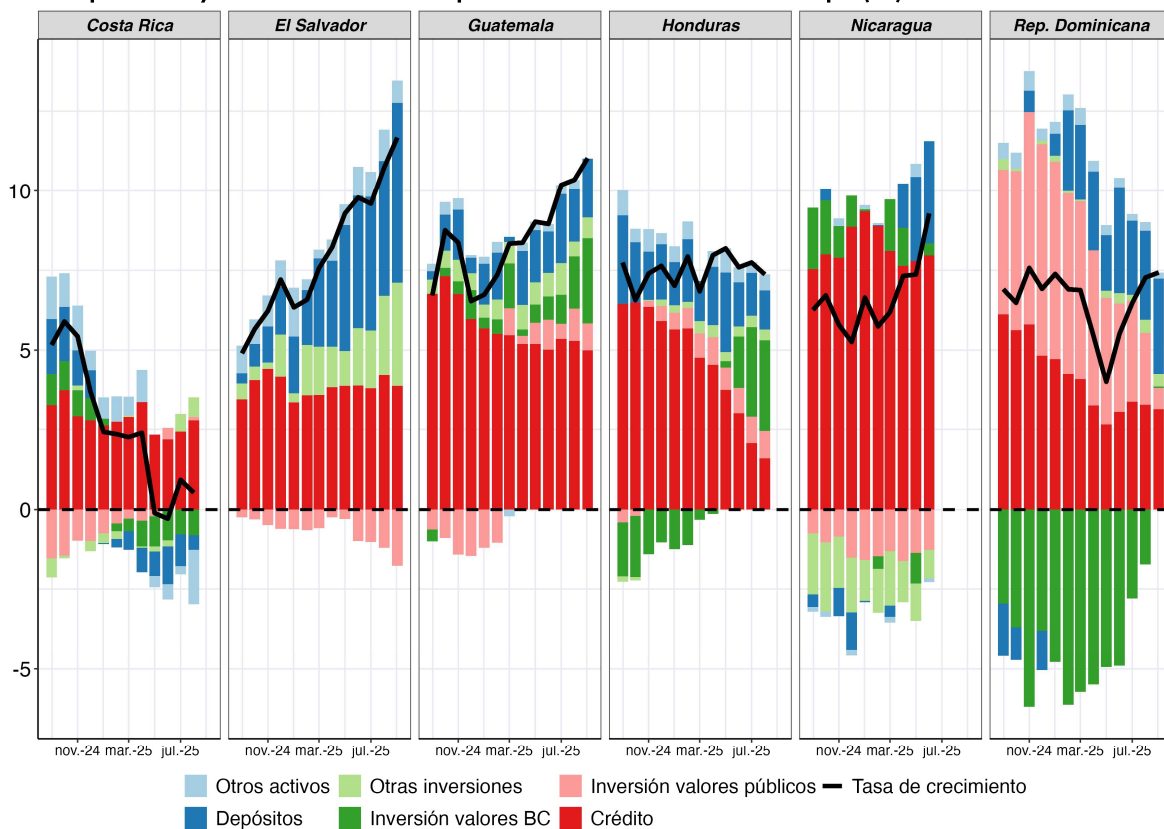 Costa Rica El Salvador Guatemala Honduras Nicaragua Rep. Dominicana
10
5
0
-5
nov.-24 mar.-25 jul.-25 nov.-24 mar.-25 jul.-25 nov.-24 mar.-25 jul.-25 nov.-24 mar.-25 jul.-25 nov.-24 mar.-25 jul.-25 nov.-24 mar.-25 jul.-25
Otros activos Otras inversiones Inversión valores públicos Tasa de crecimiento
Depósitos Inversión valores BC Crédito